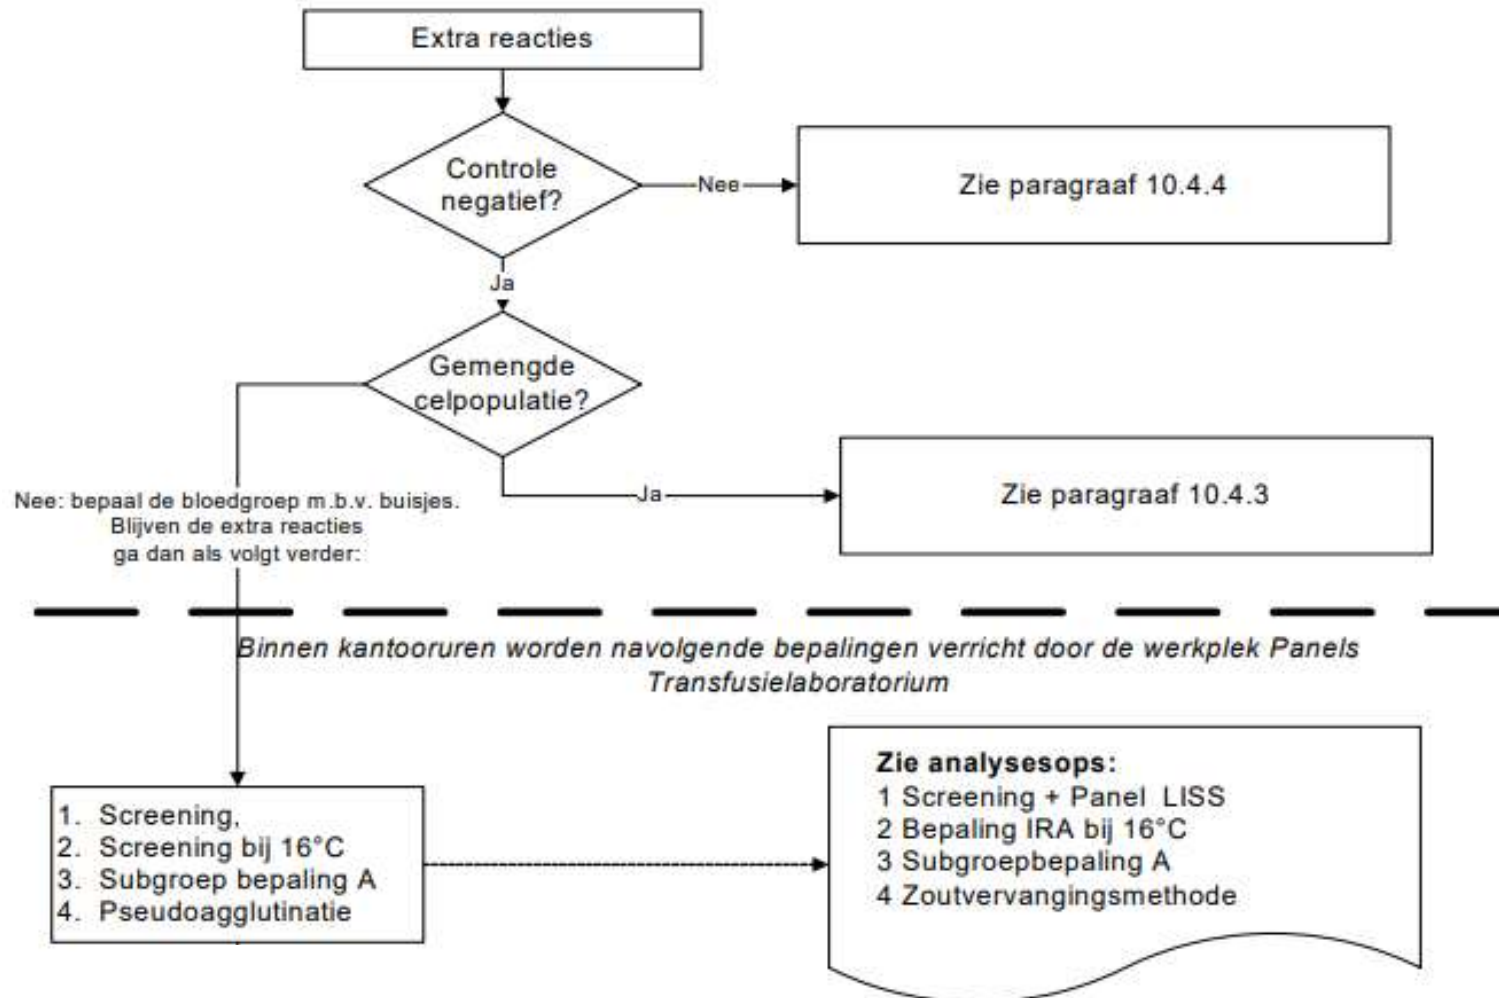 Extra reacties
Controle
negatief?
Nee
Zie paragraaf 10.4.4
Ja
Gemengde
celpopulatie?
Ja
Zie paragraaf 10.4.3
Nee: bepaal de bloedgroep m.b.v. buisjes.
Blijven de extra reacties
ga dan als volgt verder:
Binnen kantooruren worden navolgende bepalingen verricht door de werkplek Panels
Transfusielaboratorium
1. Screening,
2. Screening bij 16°C
3. Subgroep bepaling A
4. Pseudoagglutinatie
Zie analysesops:
1 Screening + Panel LISS
2 Bepaling IRA bij 16°C
3 Subgroepbepaling A
4 Zoutvervangingsmethode